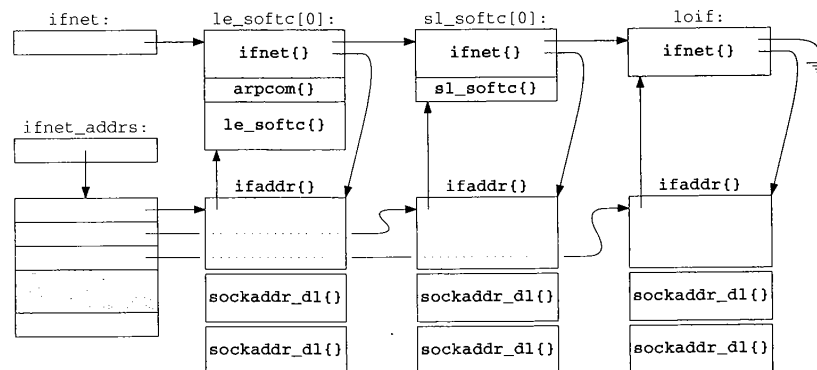 ifnet:
le_softc[0]:
sl_softc[0]:
loif:
ifnet{}
ifnet{}
ifnet{}
arpcom{}
sl_softc{}
le_softc{}
ifnet_addrs:
ifaddr{}
ifaddr{}
ifaddr{}
sockaddr_dl{}
sockaddr_dl{}
sockaddr_dl{}
sockaddr_dl{}
sockaddr_dl{}
sockaddr_dl{}